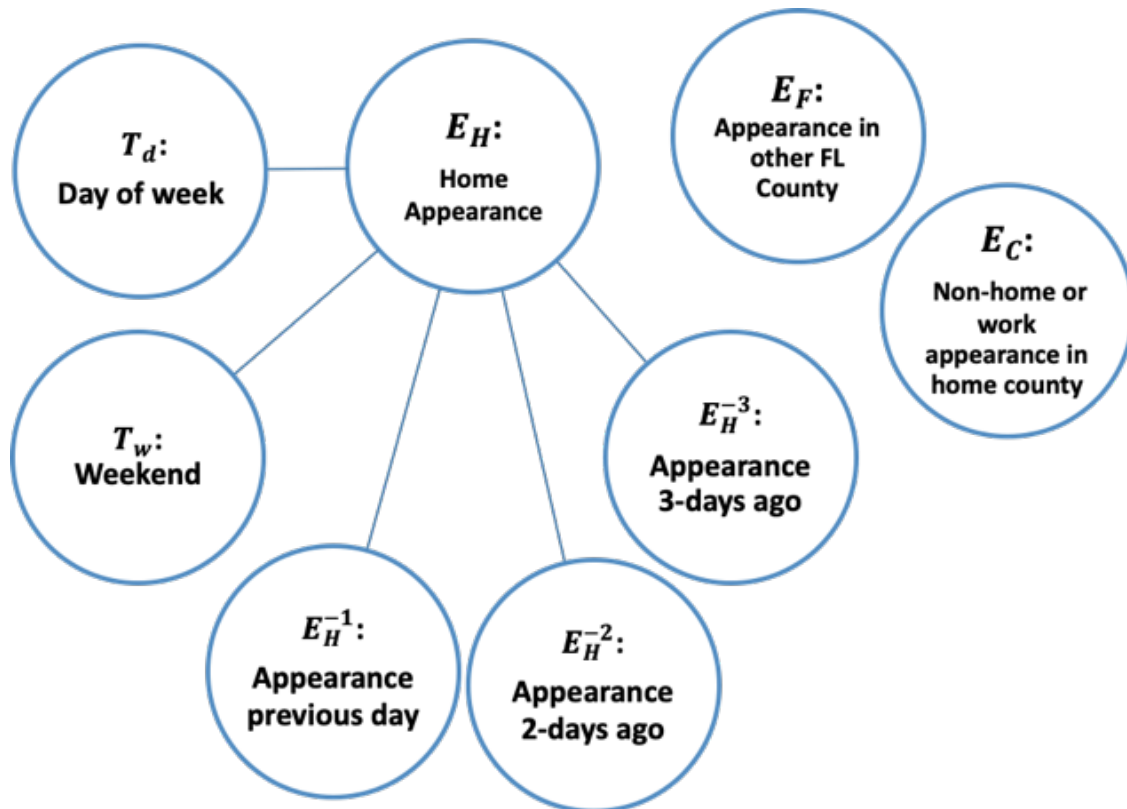 T_d:
Day of week
E_H:
Home
Appearance
E_F:
Appearance in
other FL
County
E_C:
Non-home or
work
appearance in
home county
T_w:
Weekend
E_H^{-3}:
Appearance
3-days ago
E_H^{-1}:
Appearance
previous day
E_H^{-2}:
Appearance
2-days ago